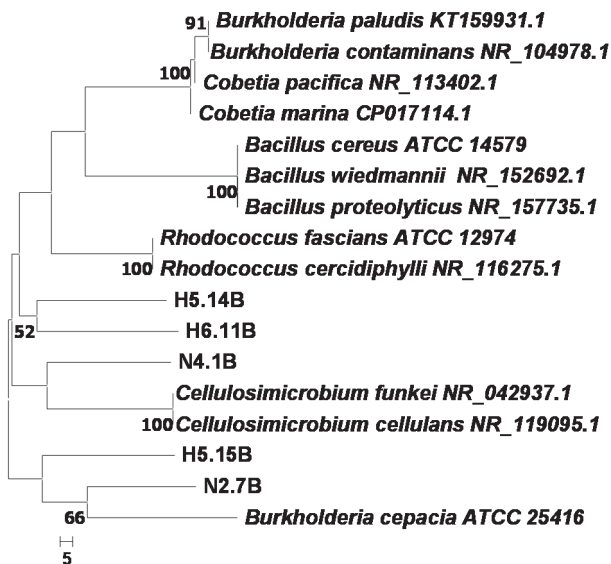 91
Burkholderia paludis KT159931.1
Burkholderia contaminans NR_104978.1
100
Cobetia pacifica NR_113402.1
Cobetia marina CP017114.1
Bacillus cereus ATCC 14579
Bacillus wiedmannii NR_152692.1
100
Bacillus proteolyticus NR_157735.1
Rhodococcus fascians ATCC 12974
100
Rhodococcus cercidiphylli NR_116275.1
H5.14B
52
H6.11B
N4.1B
Cellulosimicrobium funkei NR_042937.1
100
Cellulosimicrobium cellulans NR_119095.1
H5.15B
N2.7B
66
Burkholderia cepacia ATCC 25416
5